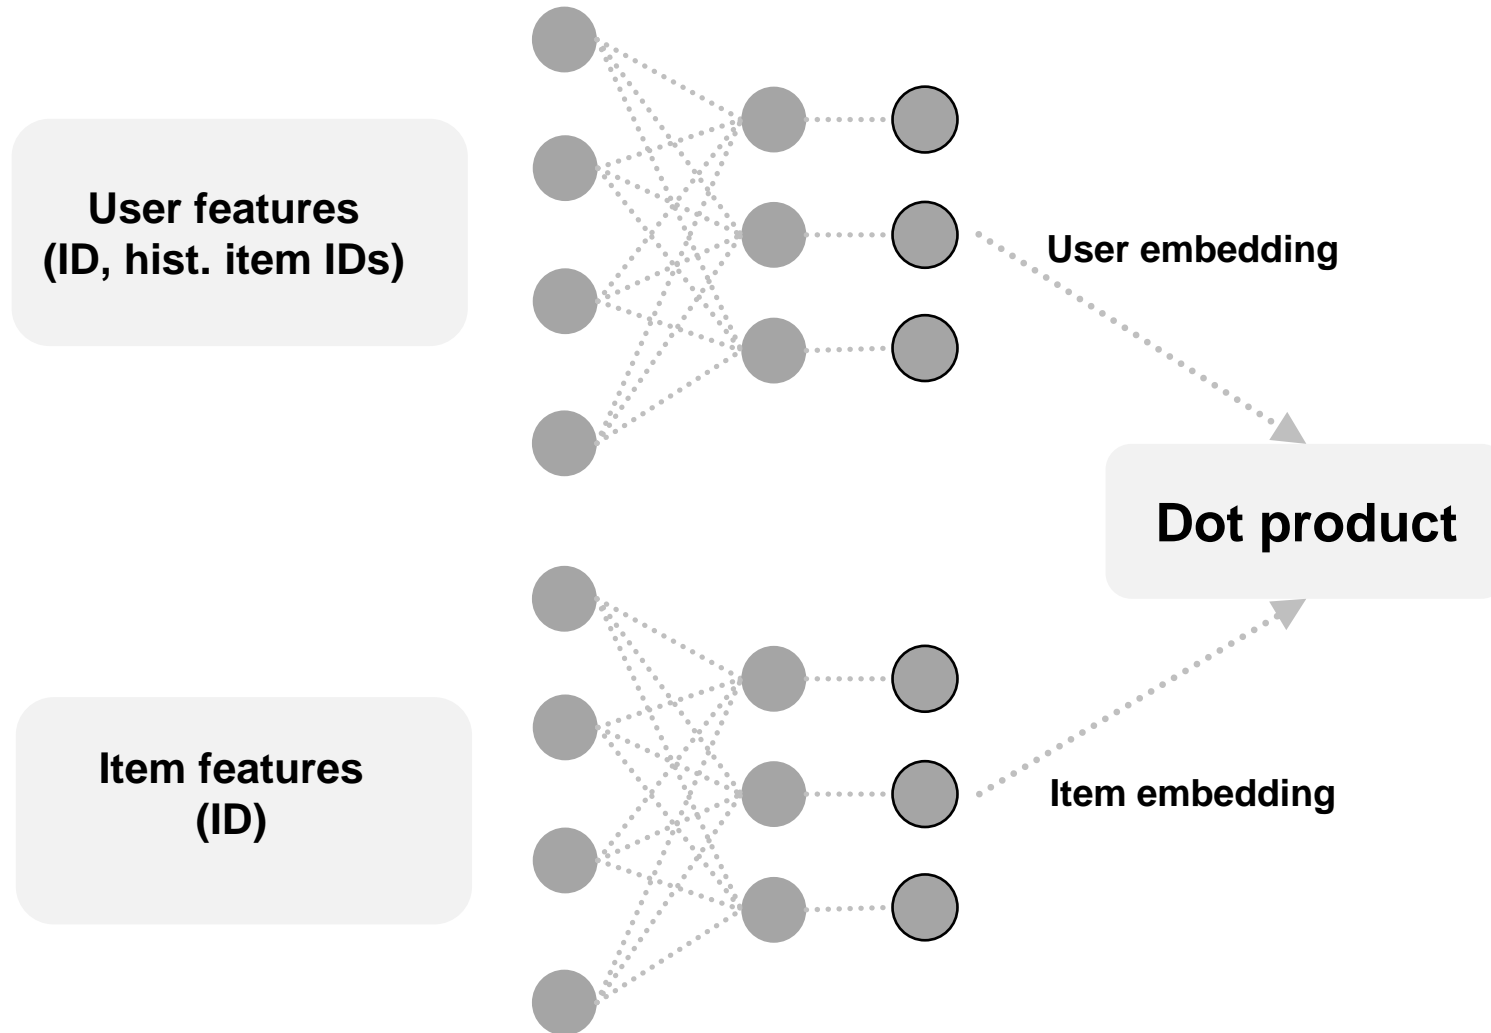 User features
(ID, hist. item IDs)
User embedding
Dot product
Item features
(ID)
Item embedding